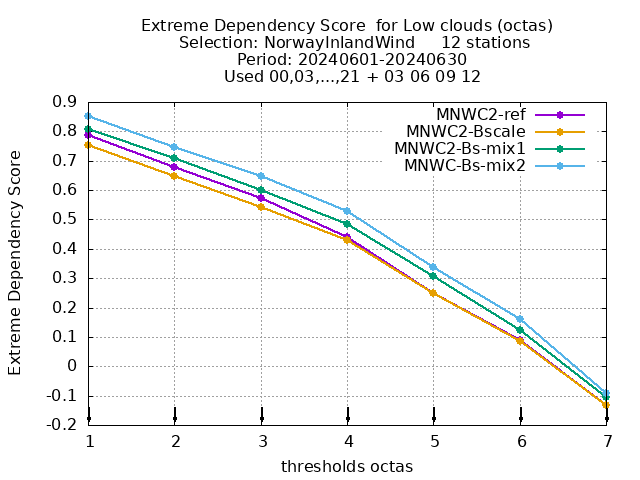 Extreme Dependency Score  for Low clouds (octas)
Selection: NorwayInlandWind     12 stations
Period: 20240601-20240630
Used 00,03,...,21 + 03 06 09 12
MNWC2-ref
MNWC2-Bscale
MNWC2-Bs-mix1
MNWC-Bs-mix2
Extreme Dependency Score
0.9
0.8
0.7
0.6
0.5
0.4
0.3
0.2
0.1
0
-0.1
-0.2
1 2 3 4 5 6 7
thresholds octas